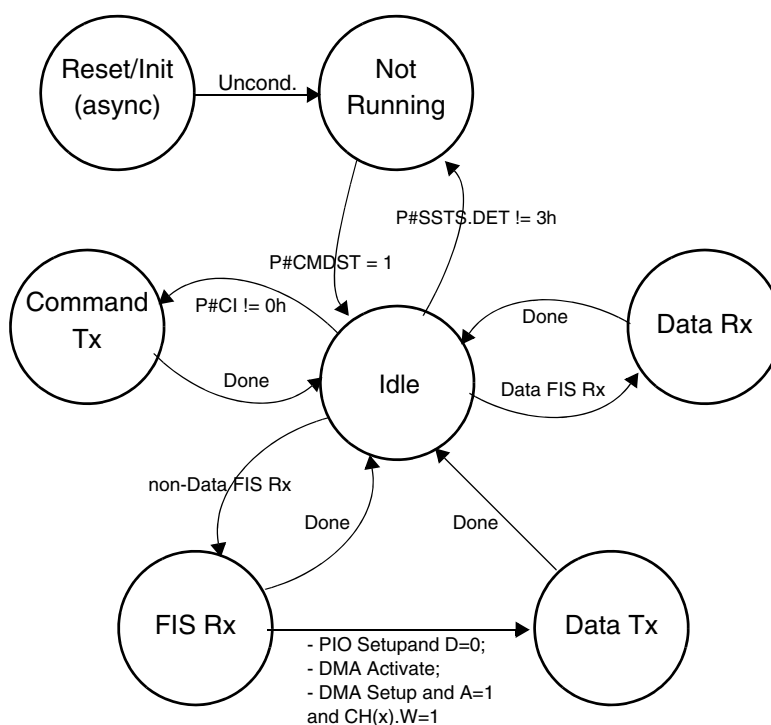 Reset/Init
(async)
Uncond.
Not
Running
P#SSTS.DET != 3h
P#CMDST = 1
Command
Tx
P#CI != 0h
Done
Idle
Done
Data Rx
Data FIS Rx
non-Data FIS Rx
Done
Done
FIS Rx
Data Tx
- PIO Setupand D=0;
- DMA Activate;
- DMA Setup and A=1
and CH(x).W=1